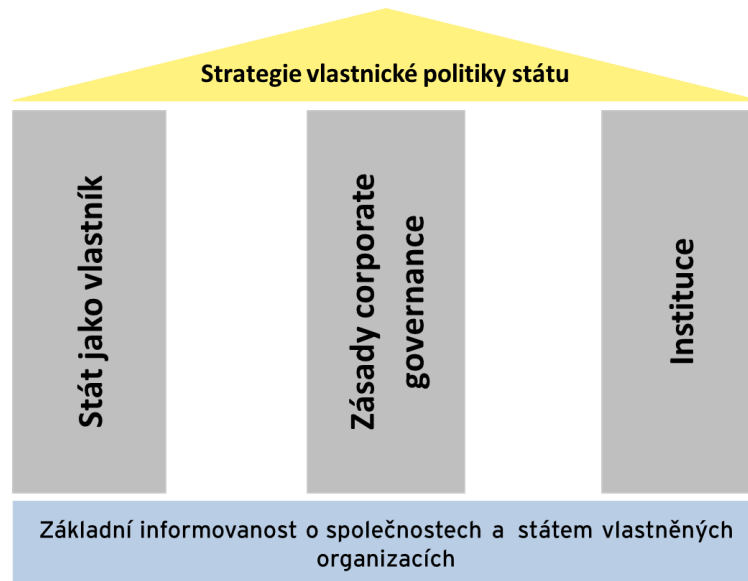 Strategie vlastnické politiky státu
Stát jako vlastník
Zásady corporate
governance
Instituce
Základní informovanost o společnostech a státem vlastněných
organizacích